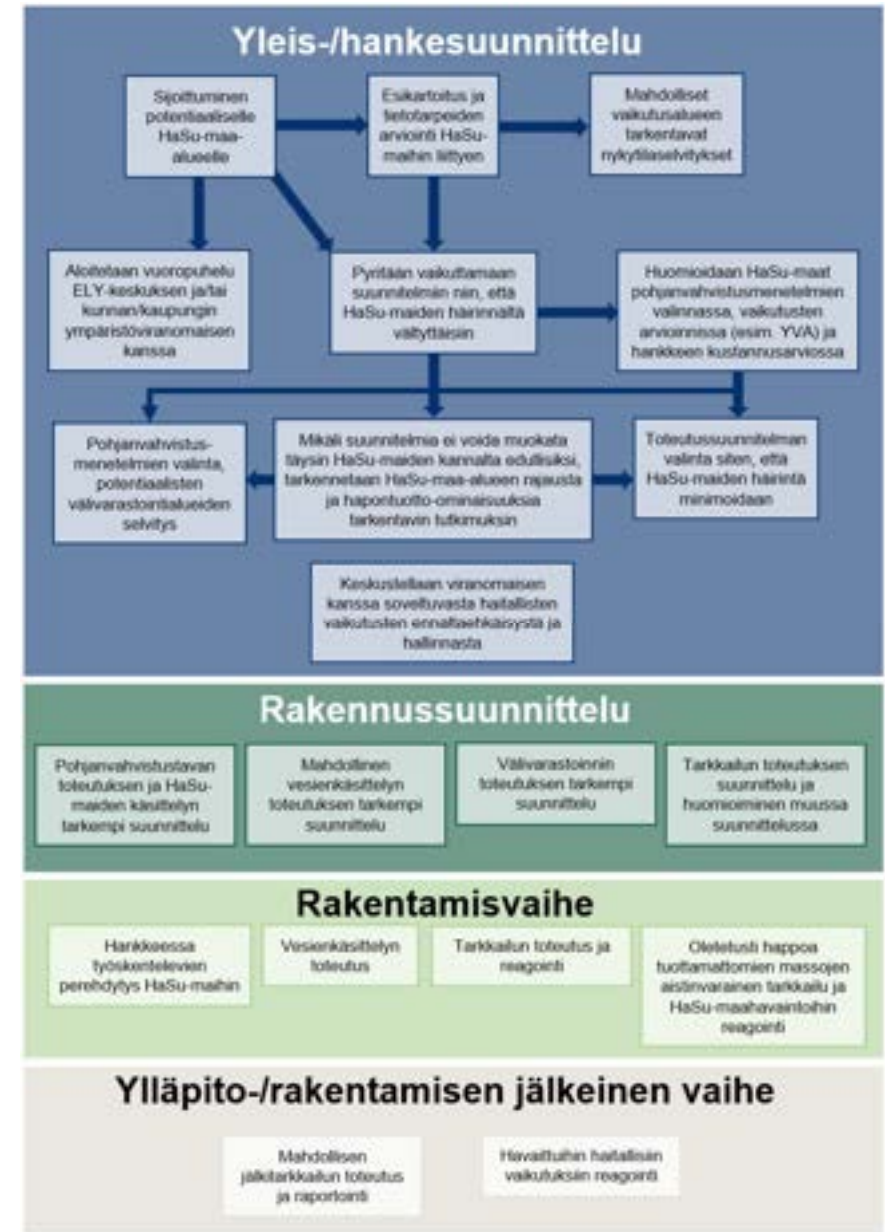 Yleis-/hankesuunnittelu
Sijoittuminen
potentiaaliselle
HaSu-maa-
alueelle
Esikartoitus ja
tietotarpeiden
arviointi HaSu-
maihin liittyen
Mahdolliset
vaikutusalueen
tarkentavat
nykytilaselvitykset
Aloitetaan vuoropuhelu
ELY-keskuksen ja/tai
kunnan/kaupungin
ympäristöviranomaisen
kanssa
Pyritään vaikuttamaan
suunnitelmiin niin, että
HaSu-maiden häirinnältä
vältyttäisiin
Huomioidaan HaSu-maat
pohjanvahvistusmenetelmien
valinnassa, vaikutusten
arvioinnissa (esim. YVA) ja
hankkeen kustannusarviossa
Pohjanvahvistus-
menetelmien valinta,
potentiaalisten
välivarastointialueiden
selvitys
Mikäli suunnitelmia ei voida muokata
täysin HaSu-maiden kannalta edullisiksi,
tarkennetaan HaSu-maa-alueen rajausta
ja hapontuotto-ominaisuuksia
tarkentavin tutkimuksin
Toteutussuunnitelman
valinta siten, että
HaSu-maiden häirintä
minimoidaan
Keskustellaan viranomaisen
kanssa soveltuvasta haitallisten
vaikutusten ennaltaehkäisystä ja
hallinnasta
Rakennussuunnittelu
Pohjanvahvistustavan
toteutuksen ja HaSu-
maiden käsittelyn
tarkempi suunnittelu
Mahdollinen
vesienkäsittelyn
toteutuksen tarkempi
suunnittelu
Välivarastoinnin
toteutuksen tarkempi
suunnittelu
Tarkkailun toteutuksen
suunnittelu ja
huomioiminen muussa
suunnittelussa
Rakentamisvaihe
Hankkeessa
työskentelevien
perehdytys HaSu-maihin
Vesienkäsittelyn
toteutus
Tarkkailun toteutus ja
reagointi
Oletetusti happoa
tuottamattomien massojen
aistinvarainen tarkkailu ja
HaSu-maahavaintoihin
reagointi
Ylläpito-/rakentamisen jälkeinen vaihe
Mahdollisen
jälkitarkkailun toteutus
ja raportointi
Havaittuihin haitallisiin
vaikutuksiin reagointi